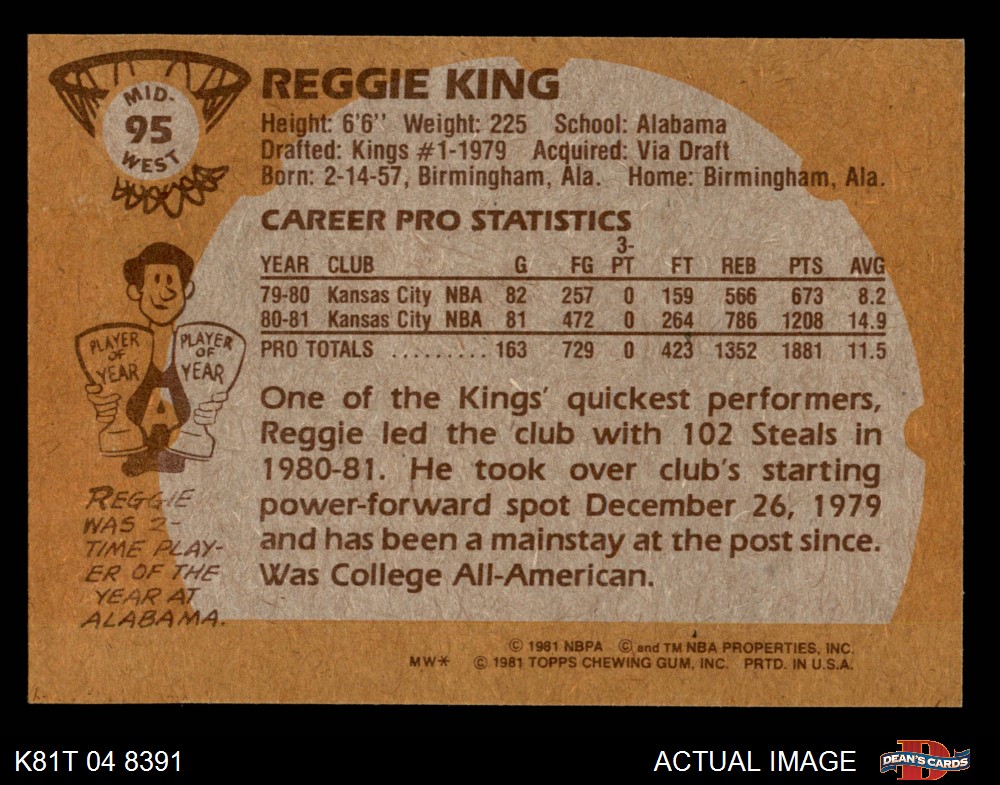 MID-
95
WEST
REGGIE KING
Height: 6'6'' Weight: 225 School: Alabama
Drafted: Kings #1-1979 Acquired: Via Draft
Born: 2-14-57, Birmingham, Ala. Home: Birmingham, Ala.
CAREER PRO STATISTICS
YEAR CLUB G FG 3-PT FT REB PTS AVG
79-80 Kansas City NBA 82 257 0 159 566 673 8.2
80-81 Kansas City NBA 81 472 0 264 786 1208 14.9
PRO TOTALS ......... 163 729 0 423 1352 1881 11.5
PLAYER
OF
YEAR
PLAYER
OF
YEAR
A
REGGIE
WAS 2-
TIME PLAY-
ER OF THE
YEAR AT
ALABAMA.
One of the Kings' quickest performers,
Reggie led the club with 102 Steals in
1980-81. He took over club's starting
power-forward spot December 26, 1979
and has been a mainstay at the post since.
Was College All-American.
© 1981 NBPA © and TM NBA PROPERTIES, INC.
MW* © 1981 TOPPS CHEWING GUM, INC. PRTD. IN U.S.A.
K81T 04 8391
ACTUAL IMAGE
D
DEAN'S CARDS